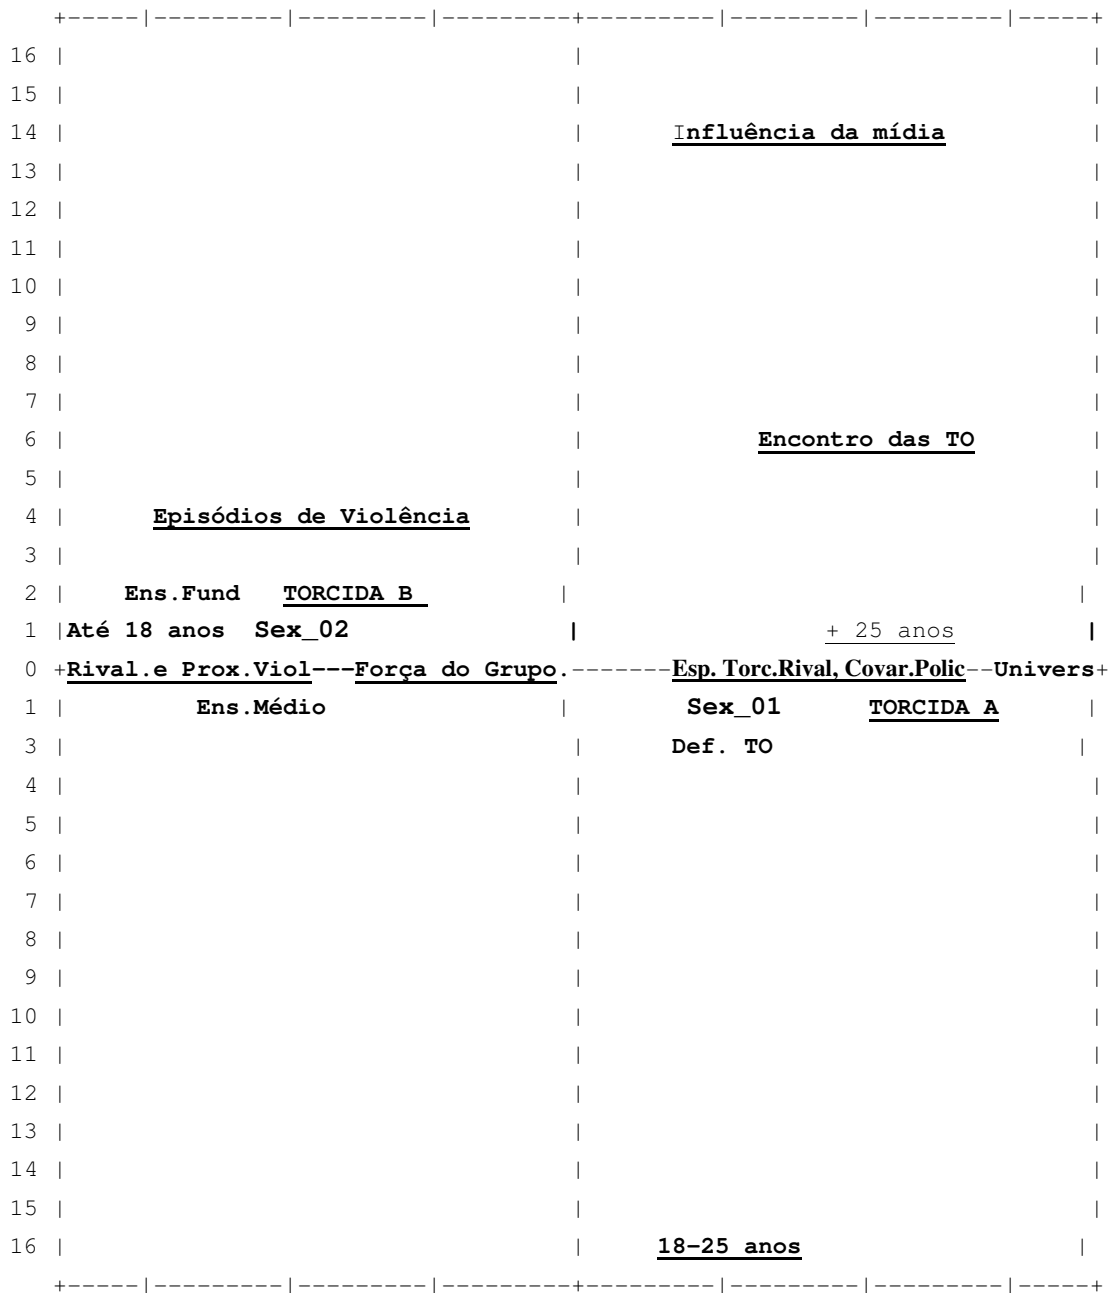 +-----|---------|---------|---------+---------|---------|---------|-----+
16 | | |
15 | | |
14 | | Influência da mídia |
13 | | |
12 | | |
11 | | |
10 | | |
9 | | |
8 | | |
7 | | |
6 | | Encontro das TO |
5 | | |
4 | Episódios de Violência | |
3 | | |
2 | Ens.Fund TORCIDA B | |
1 |Até 18 anos Sex_02 | + 25 anos |
0 +Rival.e Prox.Viol---Força do Grupo.-------Esp. Torc.Rival, Covar.Polic--Univers+
1 | Ens.Médio | Sex_01 TORCIDA A |
3 | | Def. TO |
4 | | |
5 | | |
6 | | |
7 | | |
8 | | |
9 | | |
10 | | |
11 | | |
12 | | |
13 | | |
14 | | |
15 | | |
16 | | 18-25 anos |
+-----|---------|---------|---------+---------|---------|---------|-----+